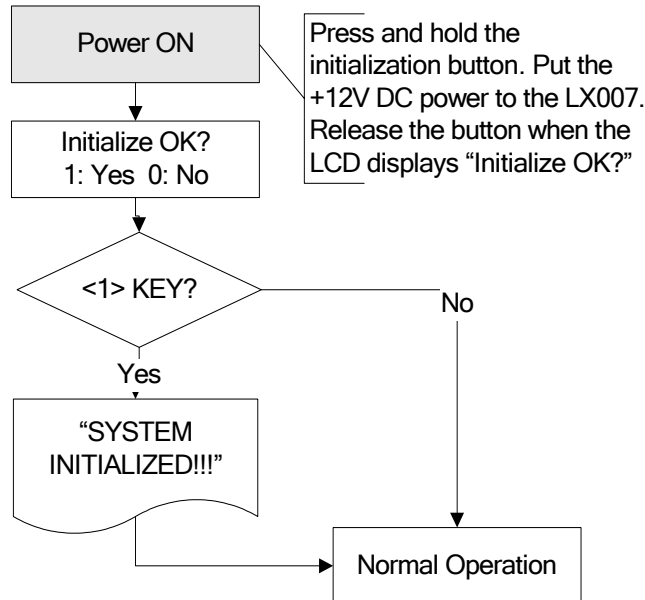 Power ON
Press and hold the
initialization button. Put the
+12V DC power to the LX007.
Release the button when the
LCD displays “Initialize OK?”
Initialize OK?
1: Yes  0: No
<1> KEY?
No
Yes
“SYSTEM
INITIALIZED!!!”
Normal Operation